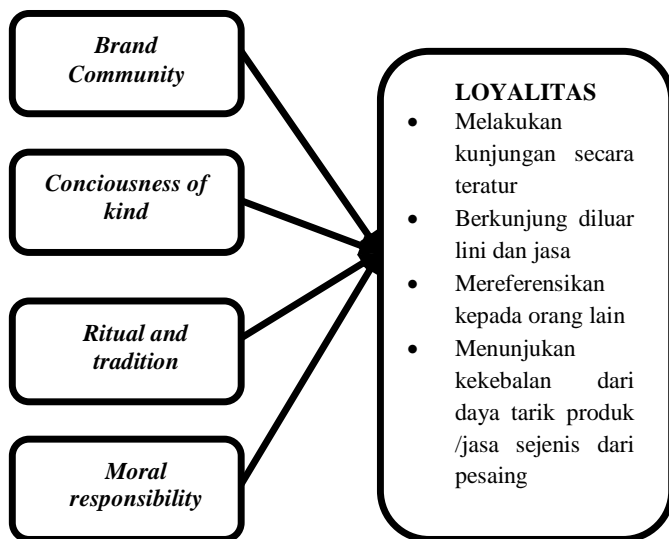 Brand
Community
Conciousness of
kind
Ritual and
tradition
Moral
responsibility
LOYALITAS
• Melakukan
kunjungan secara
teratur
• Berkunjung diluar
lini dan jasa
• Mereferensikan
kepada orang lain
• Menunjukan
kekebalan dari
daya tarik produk
/jasa sejenis dari
pesaing